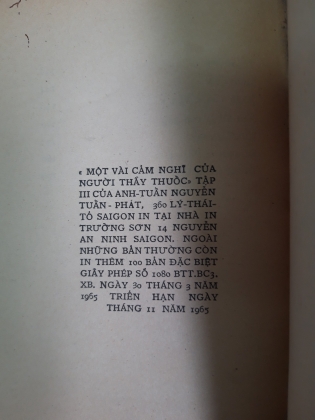 « MỘT VÀI CẢM NGHĨ CỦA
NGƯỜI THẦY THUỐC» TẬP
III CỦA ANH-TUẤN NGUYỄN
TUẤN - PHÁT, 360 LÝ-THÁI-
TỔ SAIGON IN TẠI NHÀ IN
TRƯỜNG SƠN 14 NGUYỄN
AN NINH SAIGON. NGOÀI
NHỮNG BẢN THƯỜNG CÒN
IN THÊM 100 BẢN ĐẶC BIỆT
GIẤY PHÉP SỐ 1080 BTT.BC3.
XB. NGÀY 30 THÁNG 3 NĂM
1965 TRIỂN HẠN NGÀY
THÁNG 11 NĂM 1965